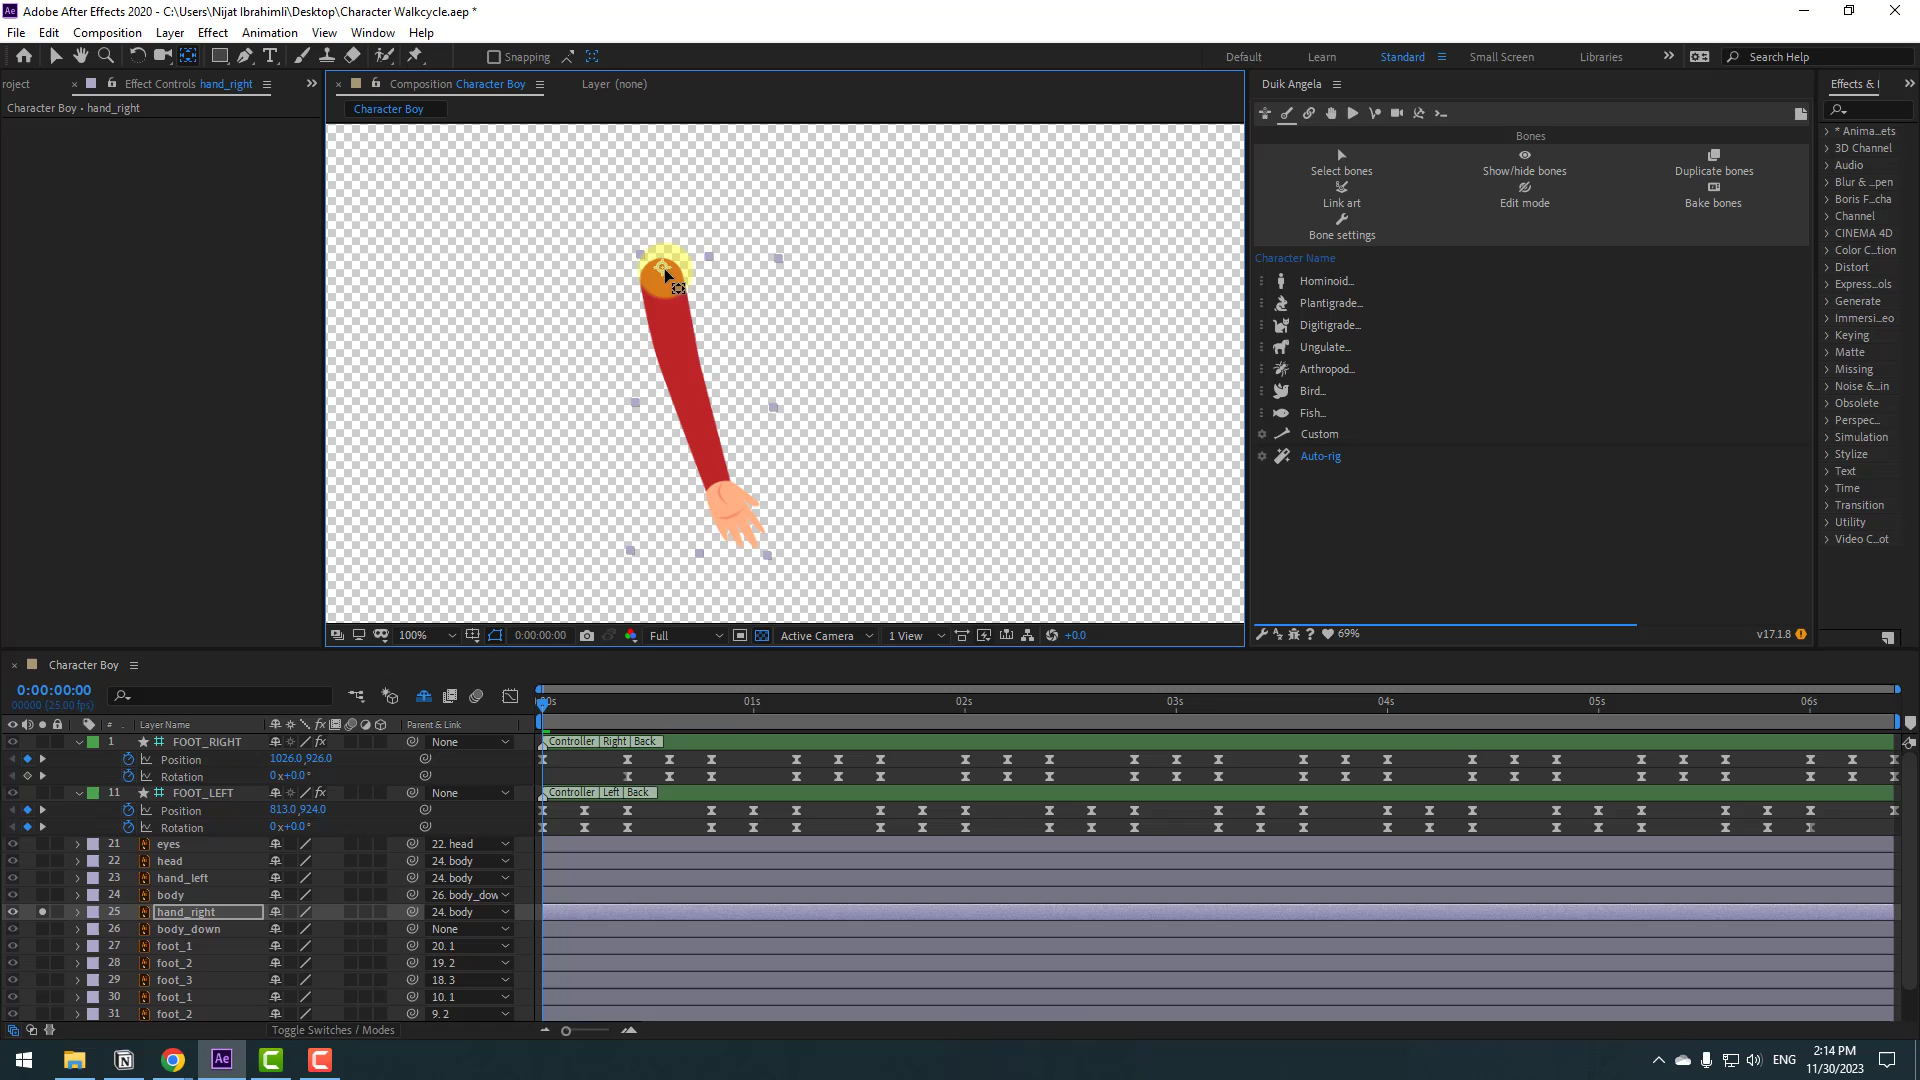 Adobe After Effects 2020 - C:\Users\Nijat Ibrahimli\Desktop\Character Walkcycle.aep *
File Edit Composition Layer Effect Animation View Window Help
Snapping
Default Learn Standard Small Screen Libraries Search Help
roject Effect Controls hand_right
Composition Character Boy Layer (none)
Duik Angela
Effects & I
Character Boy • hand_right
Character Boy
Bones
Select bones Show/hide bones Duplicate bones
Link art Edit mode Bake bones
Bone settings
Character Name
Hominoid...
Plantigrade...
Digitigrade...
Ungulate...
Arthropod...
Bird...
Fish...
Custom
Auto-rig
69% v17.1.8
* Anima...ets
3D Channel
Audio
Blur & ...pen
Boris F...cha
Channel
CINEMA 4D
Color C...tion
Distort
Express...ols
Generate
Immersi...eo
Keying
Matte
Missing
Noise &...in
Obsolete
Perspec...
Simulation
Stylize
Text
Time
Transition
Utility
Video C...ot
100% 0:00:00:00 Full Active Camera 1 View +0.0
Character Boy
0:00:00:00
00000 (25.00 fps)
:00s 01s 02s 03s 04s 05s 06s
# Layer Name Parent & Link
1 FOOT_RIGHT None Controller | Right | Back
Position 1026.0,926.0
Rotation 0x+0.0°
11 FOOT_LEFT None Controller | Left | Back
Position 813.0,924.0
Rotation 0x+0.0°
21 eyes 22. head
22 head 24. body
23 hand_left 24. body
24 body 26. body_dow
25 hand_right 24. body
26 body_down None
27 foot_1 20. 1
28 foot_2 19. 2
29 foot_3 18. 3
30 foot_1 10. 1
31 foot_2 9. 2
Toggle Switches / Modes
ENG 2:14 PM
11/30/2023